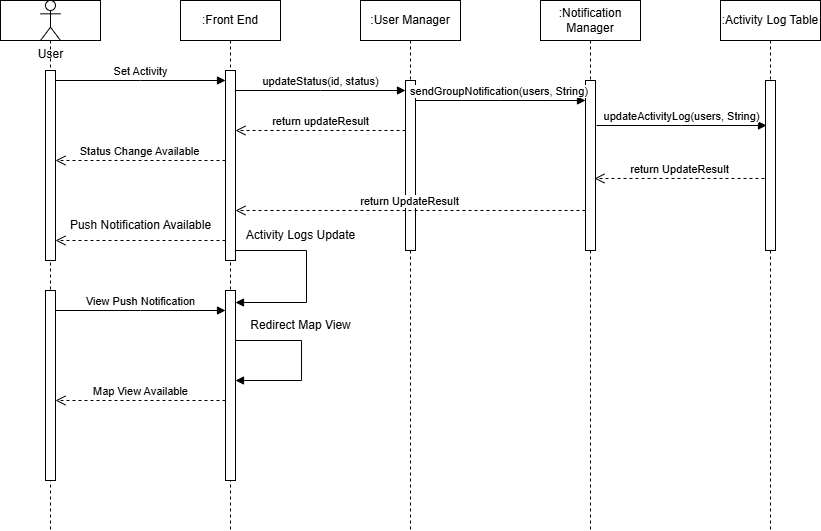 User
:Front End
:User Manager
:Notification
Manager
:Activity Log Table
Set Activity
updateStatus(id, status)
sendGroupNotification(users, String)
updateActivityLog(users, String)
return updateResult
Status Change Available
return UpdateResult
return UpdateResult
Push Notification Available
Activity Logs Update
View Push Notification
Redirect Map View
Map View Available